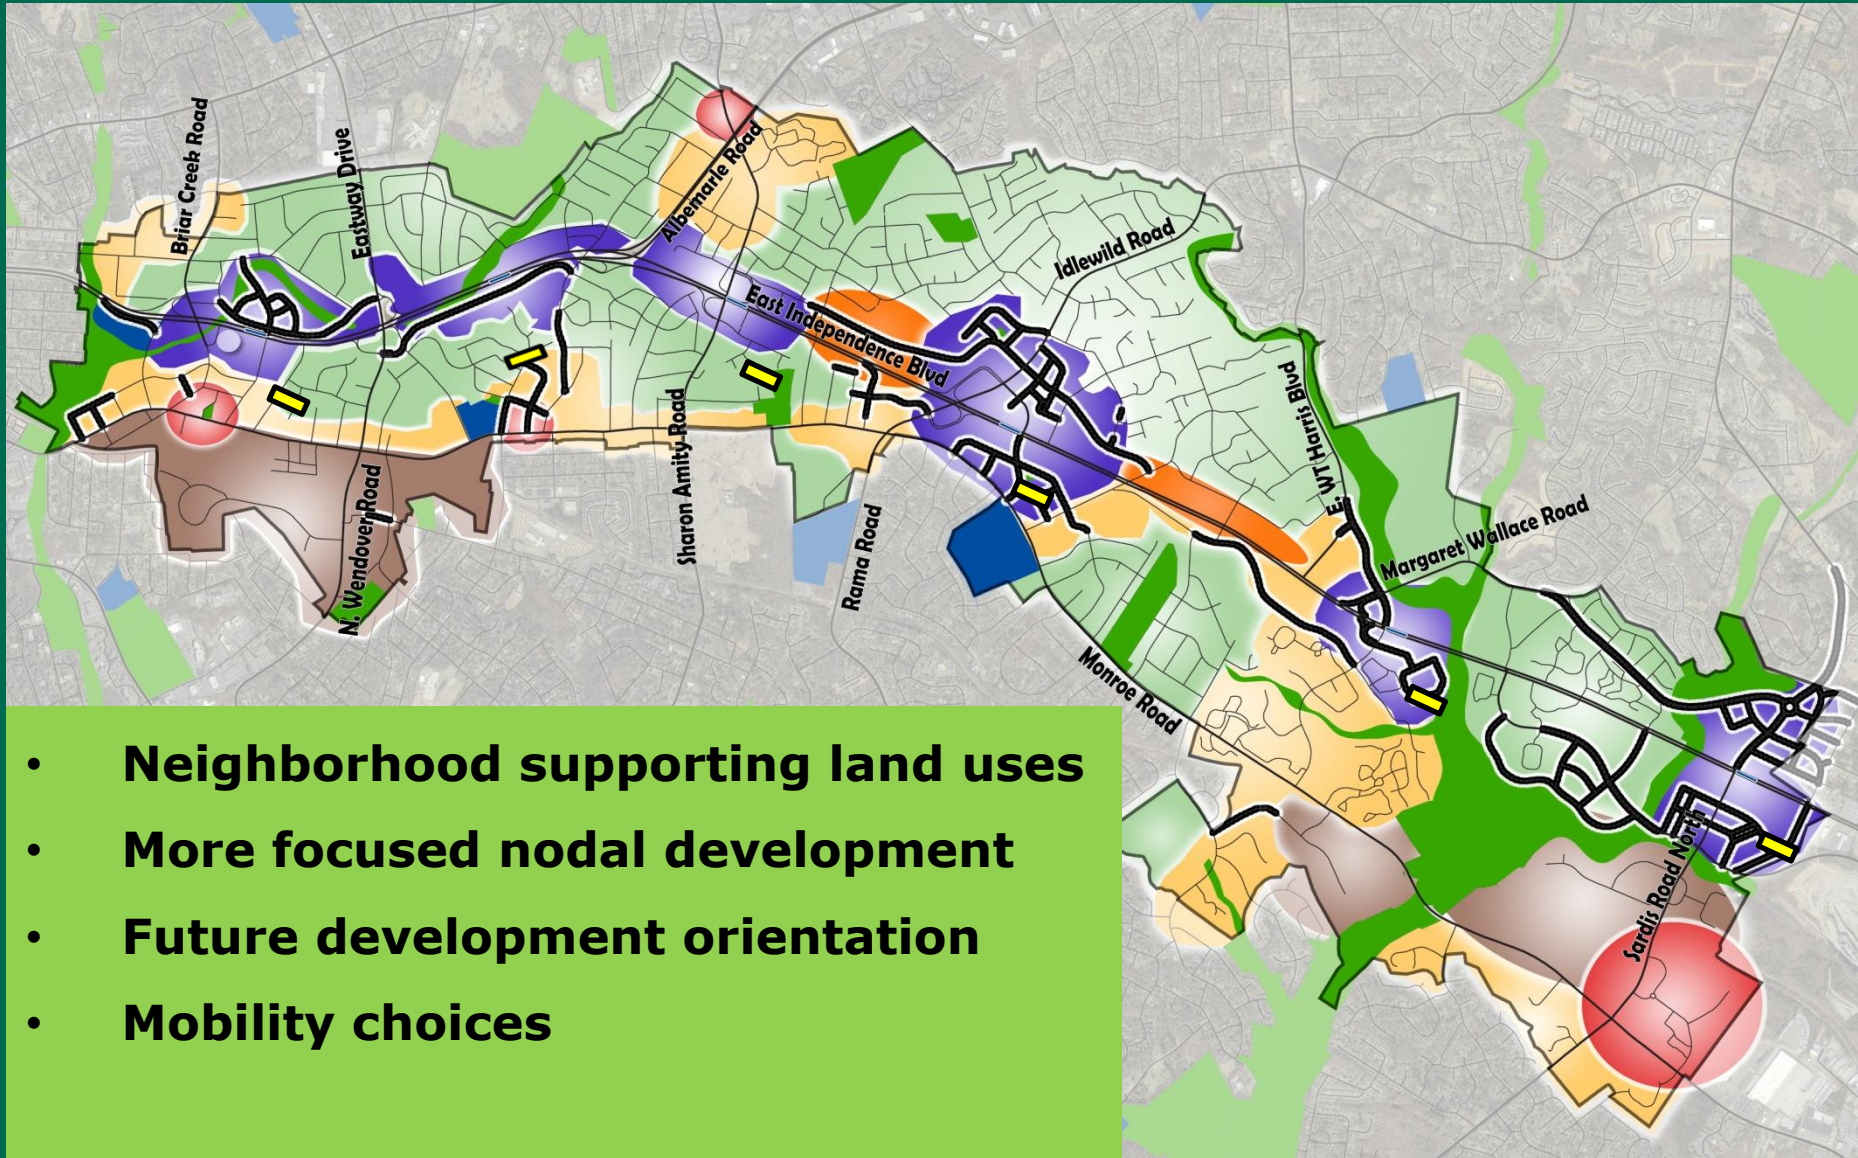 Briar Creek Road
Eastway Drive
Albemarle Road
Idlewild Road
East Independence Blvd
E. WT Harris Blvd
Margaret Wallace Road
Sharon Amity Road
N. Wendover Road
Rama Road
Monroe Road
Sardis Road North
• Neighborhood supporting land uses
• More focused nodal development
• Future development orientation
• Mobility choices